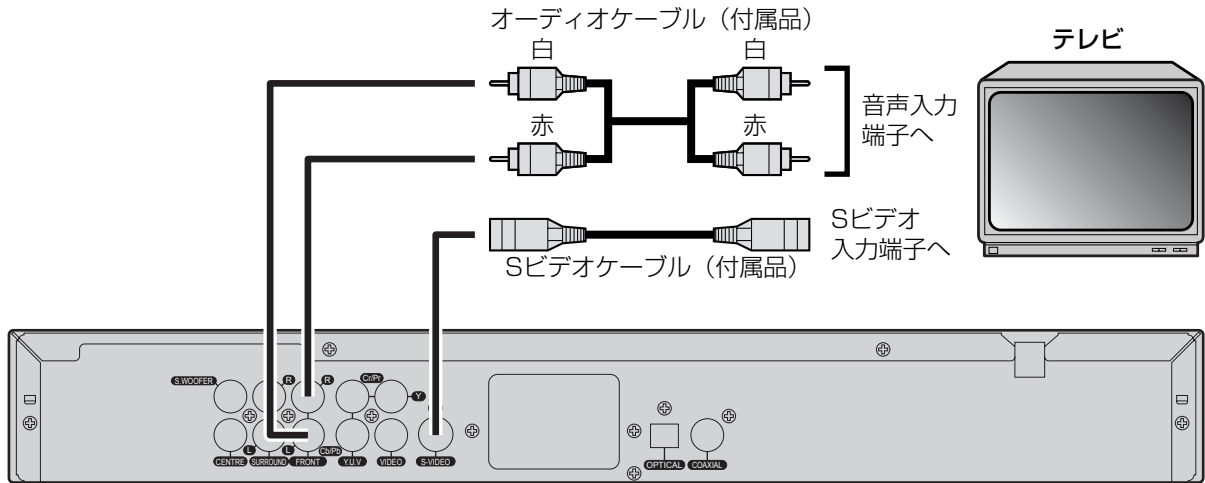 オーディオケーブル（付属品）
白
白
テレビ
赤
赤
音声入力
端子へ
Sビデオ
入力端子へ
Sビデオケーブル（付属品）
S.WOOFER
R
R
Cr/Pr
Y
L
L
Cb/Pb
CENTRE
SURROUND
FRONT
Y.U.V
VIDEO
S-VIDEO
OPTICAL
COAXIAL